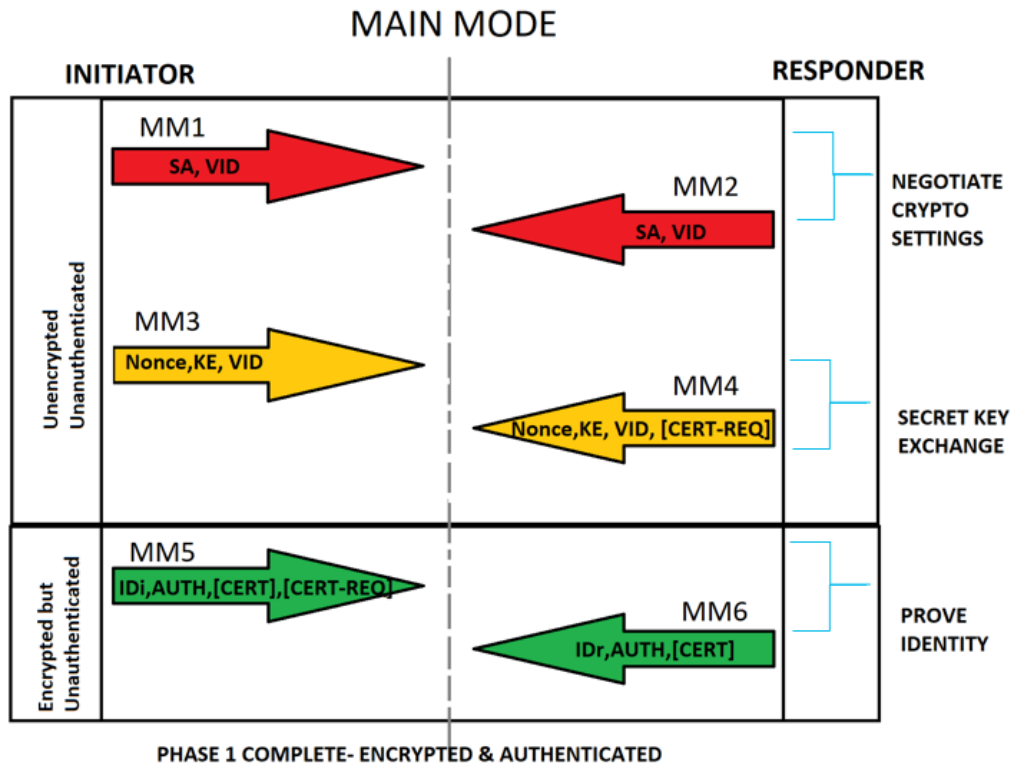 MAIN MODE
INITIATOR
RESPONDER
MM1
SA, VID
MM2
SA, VID
NEGOTIATE
CRYPTO
SETTINGS
Unencrypted
Unanuthenticated
MM3
Nonce,KE, VID
MM4
Nonce,KE, VID, [CERT-REQ]
SECRET KEY
EXCHANGE
Encrypted but
Unauthenticated
MM5
IDi,AUTH,[CERT],[CERT-REQ]
MM6
IDr,AUTH,[CERT]
PROVE
IDENTITY
PHASE 1 COMPLETE- ENCRYPTED & AUTHENTICATED